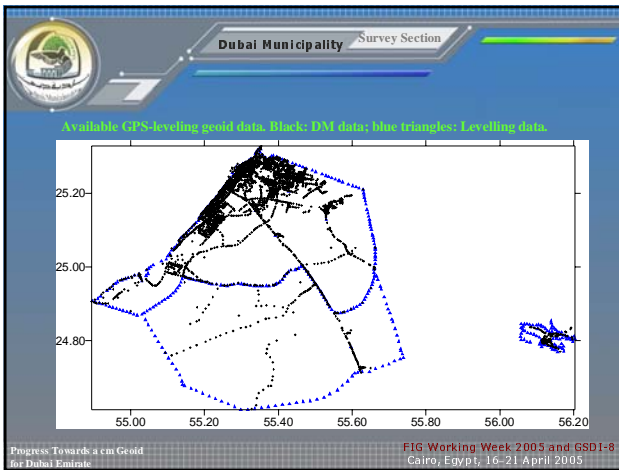 Dubai Municipality
Survey Section
Available GPS-leveling geoid data. Black: DM data; blue triangles: Levelling data.
25.20
25.00
24.80
55.00 55.20 55.40 55.60 55.80 56.00 56.20
Progress Towards a cm Geoid
for Dubai Emirate
FIG Working Week 2005 and GSDI-8
Cairo, Egypt, 16-21 April 2005